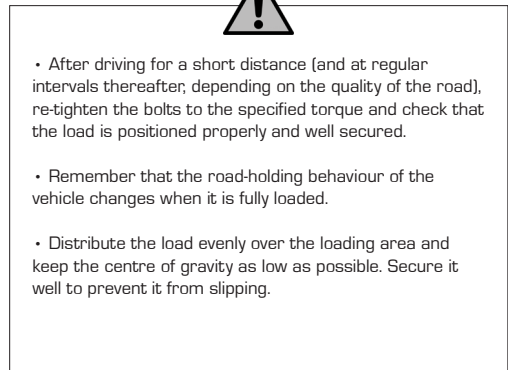 • After driving for a short distance (and at regular
intervals thereafter, depending on the quality of the road),
re-tighten the bolts to the specified torque and check that
the load is positioned properly and well secured.
• Remember that the road-holding behaviour of the
vehicle changes when it is fully loaded.
• Distribute the load evenly over the loading area and
keep the centre of gravity as low as possible. Secure it
well to prevent it from slipping.